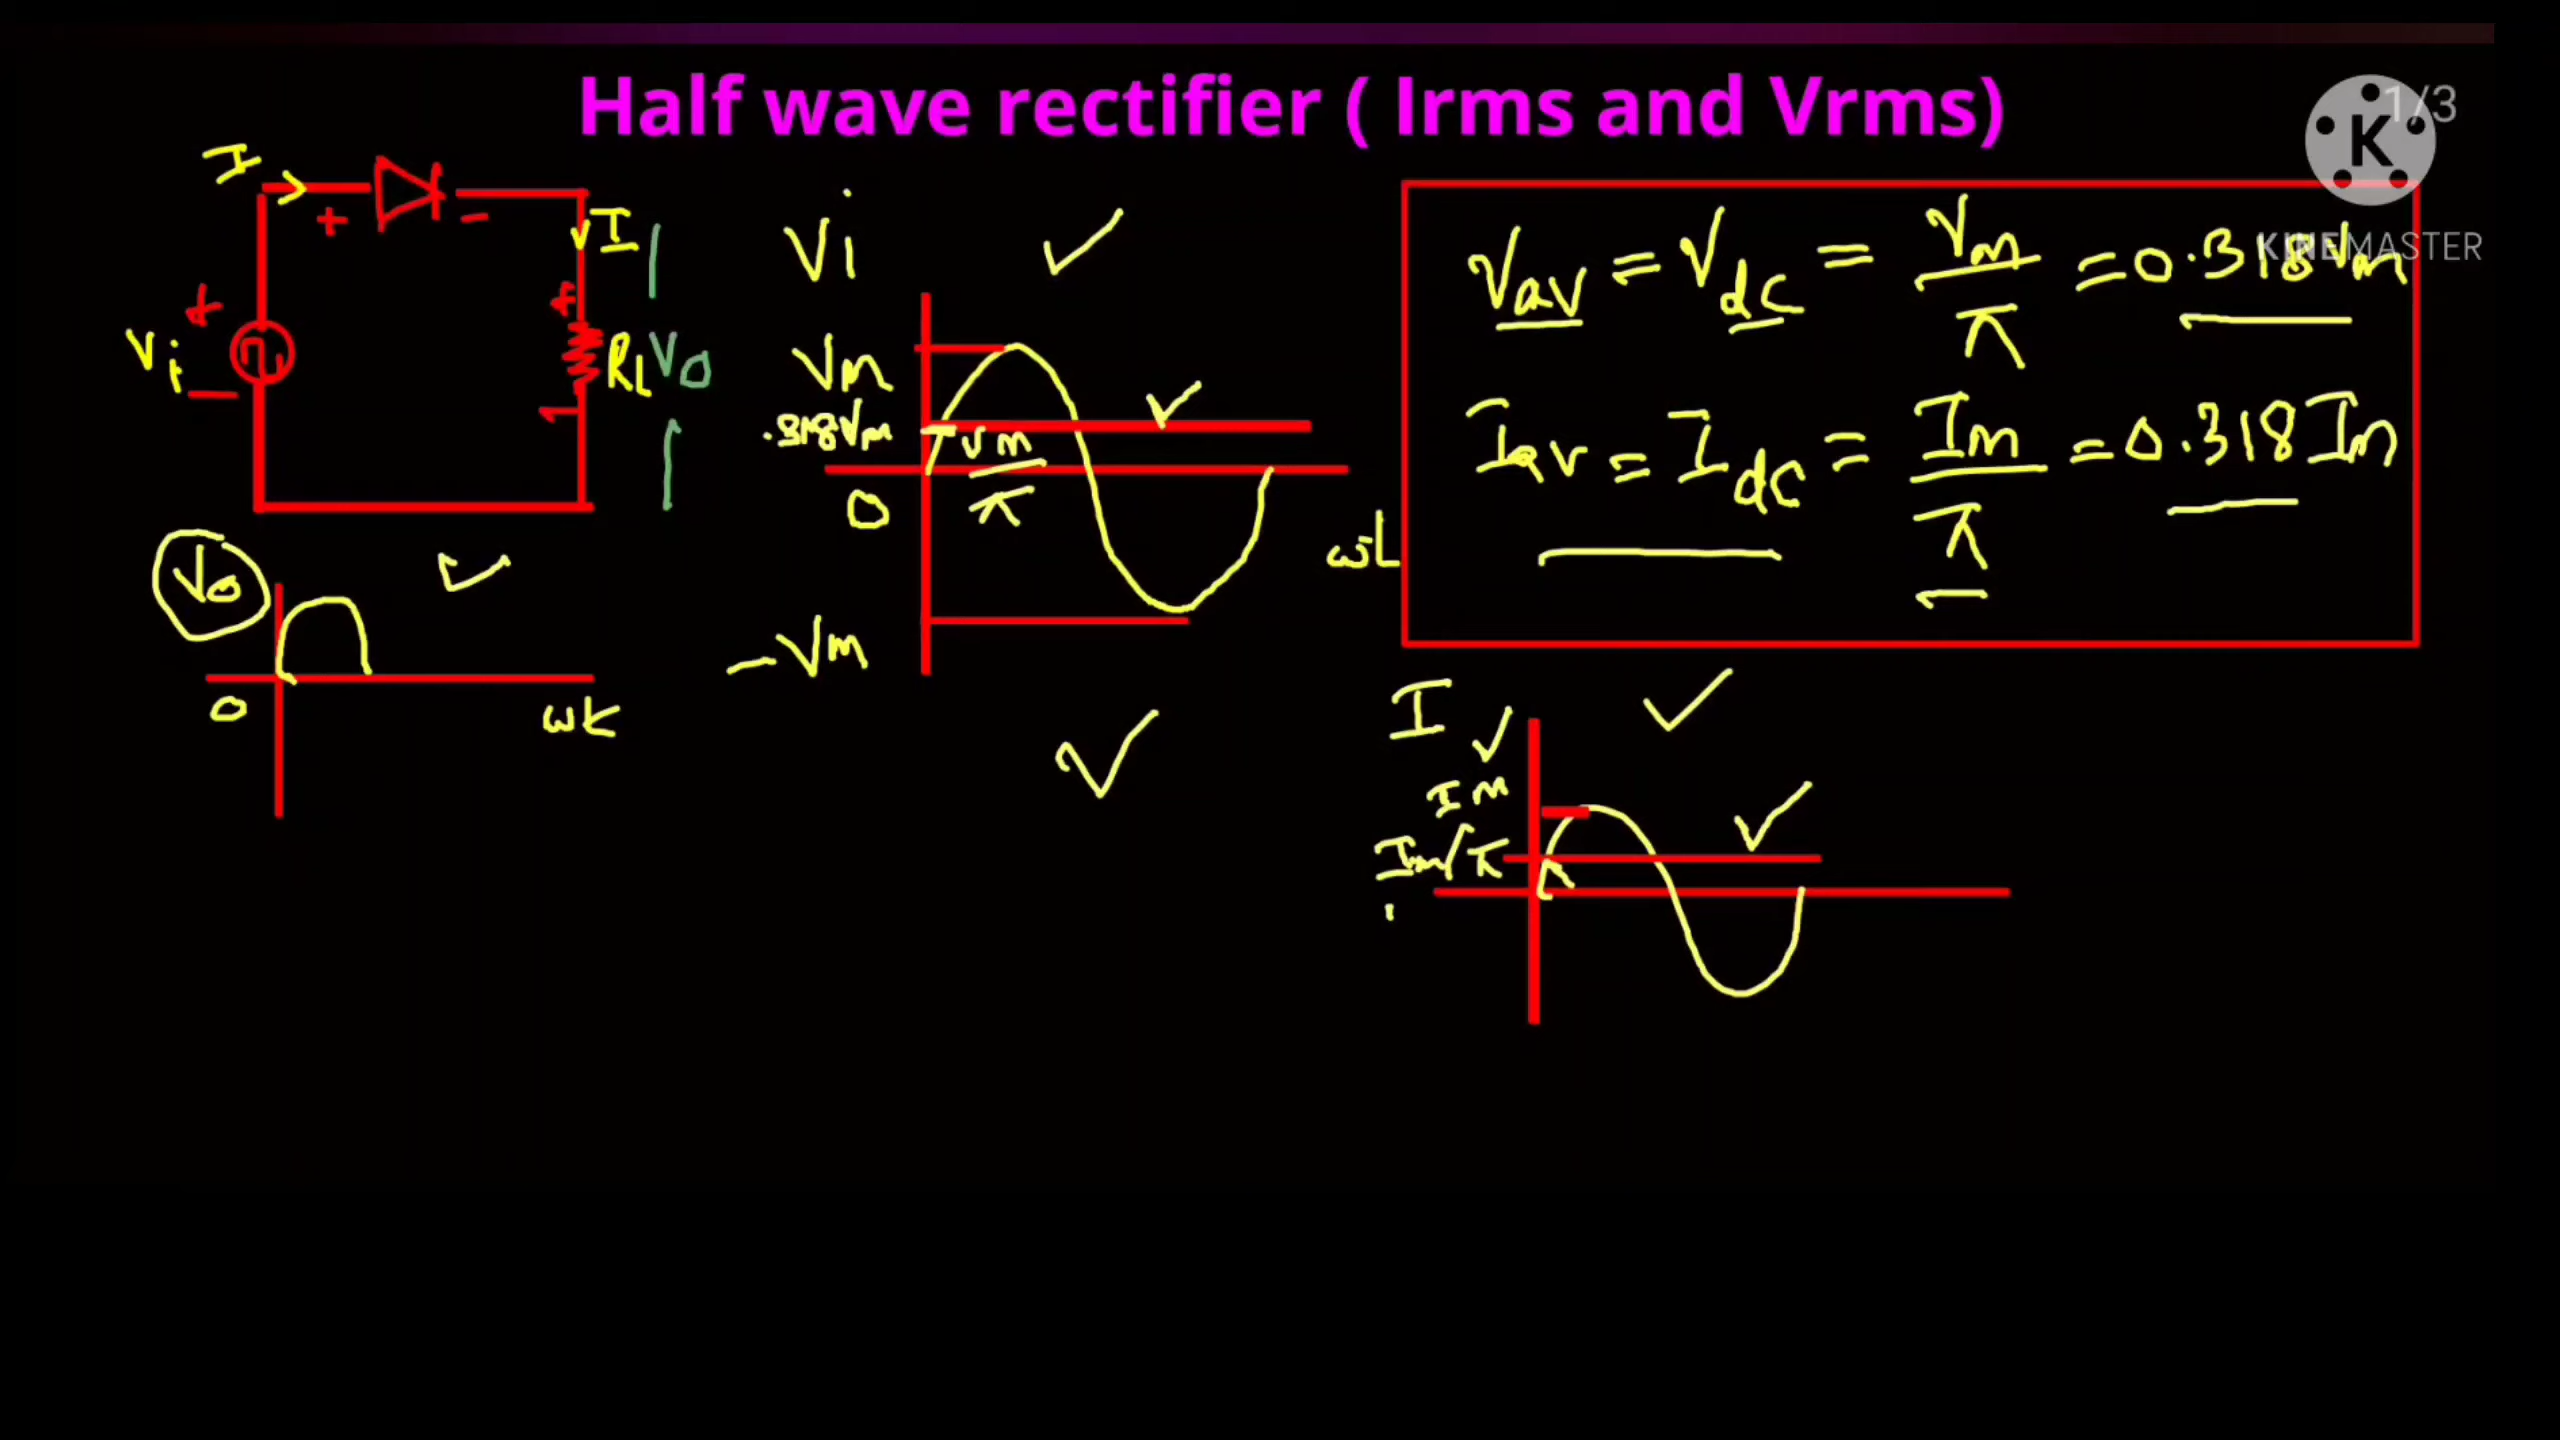 Half wave rectifier ( Irms and Vrms)
1/3
K
KINEMASTER
I
+ -
I
+
Vi
-
+
RL
Vo
Vi
Vm
.318Vm
Vm/π
0
ωt
-Vm
Vav = Vdc = Vm/π = 0.318Vm
Iav = Idc = Im/π = 0.318Im
Vo
0
ωt
I
Im
Im/π